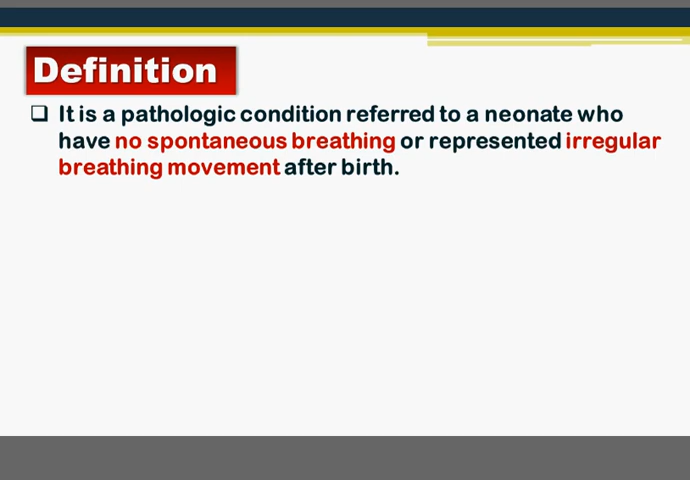 Definition
❑ It is a pathologic condition referred to a neonate who
have no spontaneous breathing or represented irregular
breathing movement after birth.